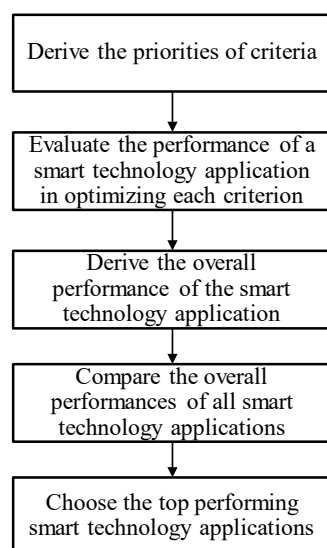 Derive the priorities of criteria
Evaluate the performance of a
smart technology application
in optimizing each criterion
Derive the overall
performance of the smart
technology application
Compare the overall
performances of all smart
technology applications
Choose the top performing
smart technology applications